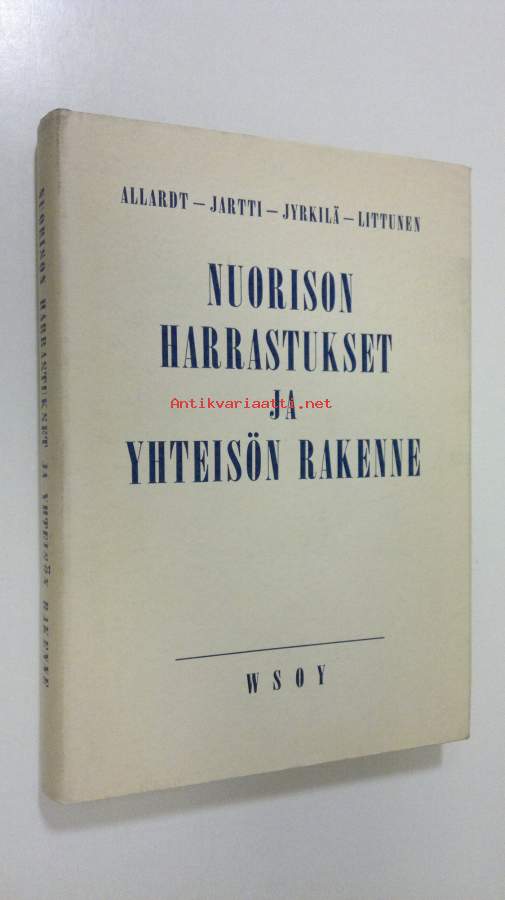 ALLARDT – JARTTI – JYRKILÄ – LITTUNEN
NUORISON
HARRASTUKSET
JA
YHTEISÖN RAKENNE
WSOY
Antikvariaatti.net
NUORISON HARRASTUKSET JA YHTEISÖN RAKENNE